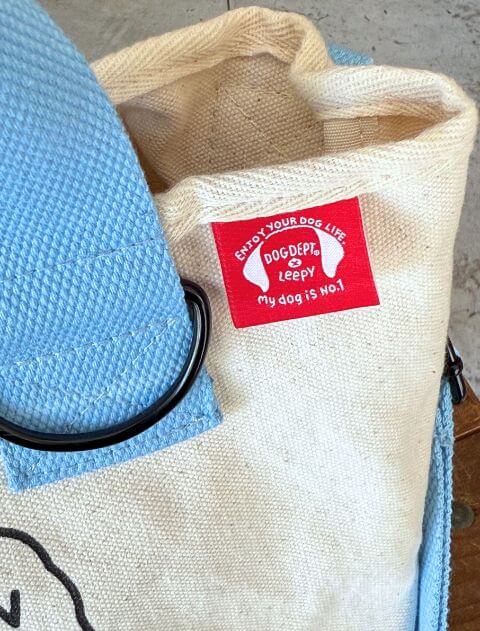 ENJOY YOUR DOG LIFE.
DOGDEPT®
×
LeePY
My dog is No.1